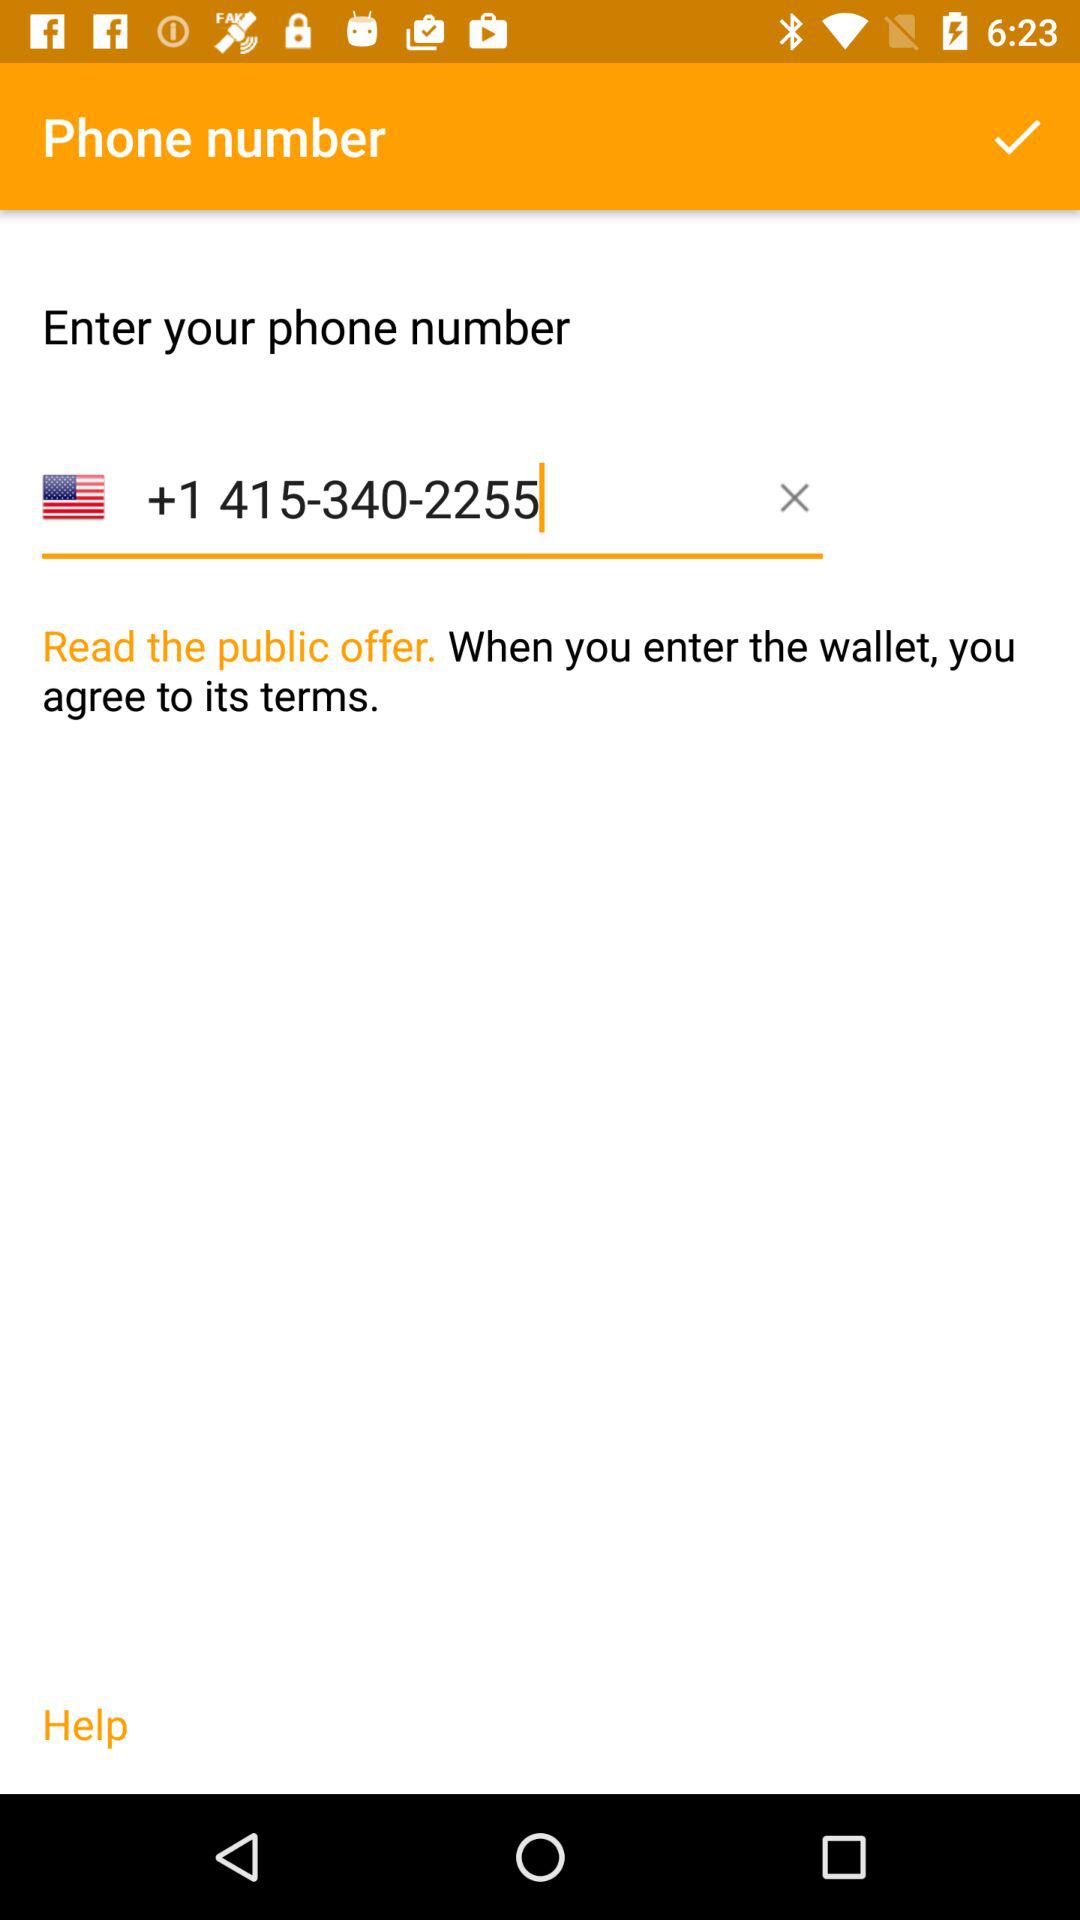 FAKE
6:23
Phone number
Enter your phone number
+1 415-340-2255
Read the public offer. When you enter the wallet, you
agree to its terms.
Help